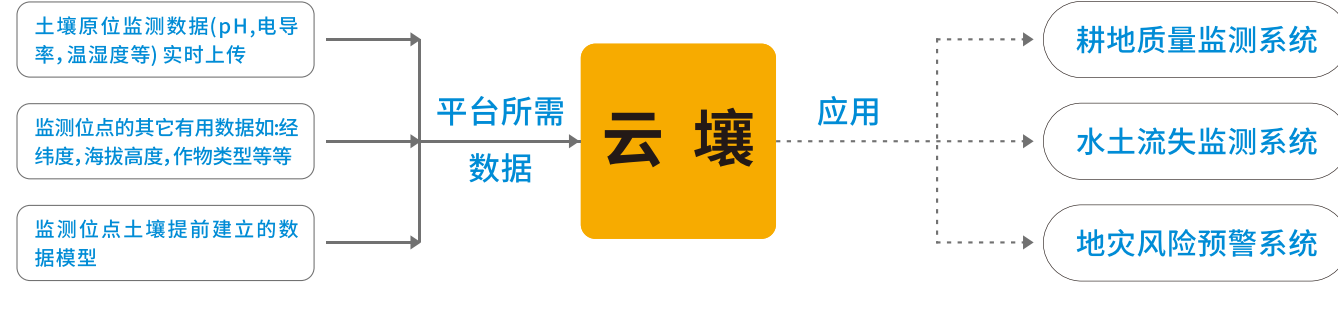 土壤原位监测数据(pH,电导
率，温湿度等) 实时上传
监测位点的其它有用数据如:经
纬度，海拔高度，作物类型等等
监测位点土壤提前建立的数
据模型
平台所需
数据
云 壤
应用
耕地质量监测系统
水土流失监测系统
地灾风险预警系统